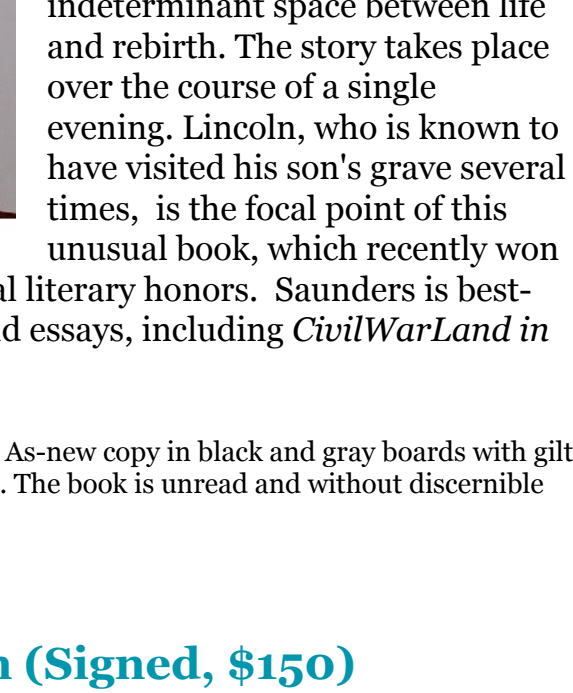 indeterminant space between life
and rebirth. The story takes place
over the course of a single
evening. Lincoln, who is known to
have visited his son's grave several
times,  is the focal point of this
unusual book, which recently won
literary honors.  Saunders is best-
essays, including CivilWarLand in
As-new copy in black and gray boards with gilt
. The book is unread and without discernible
(Signed, $150)